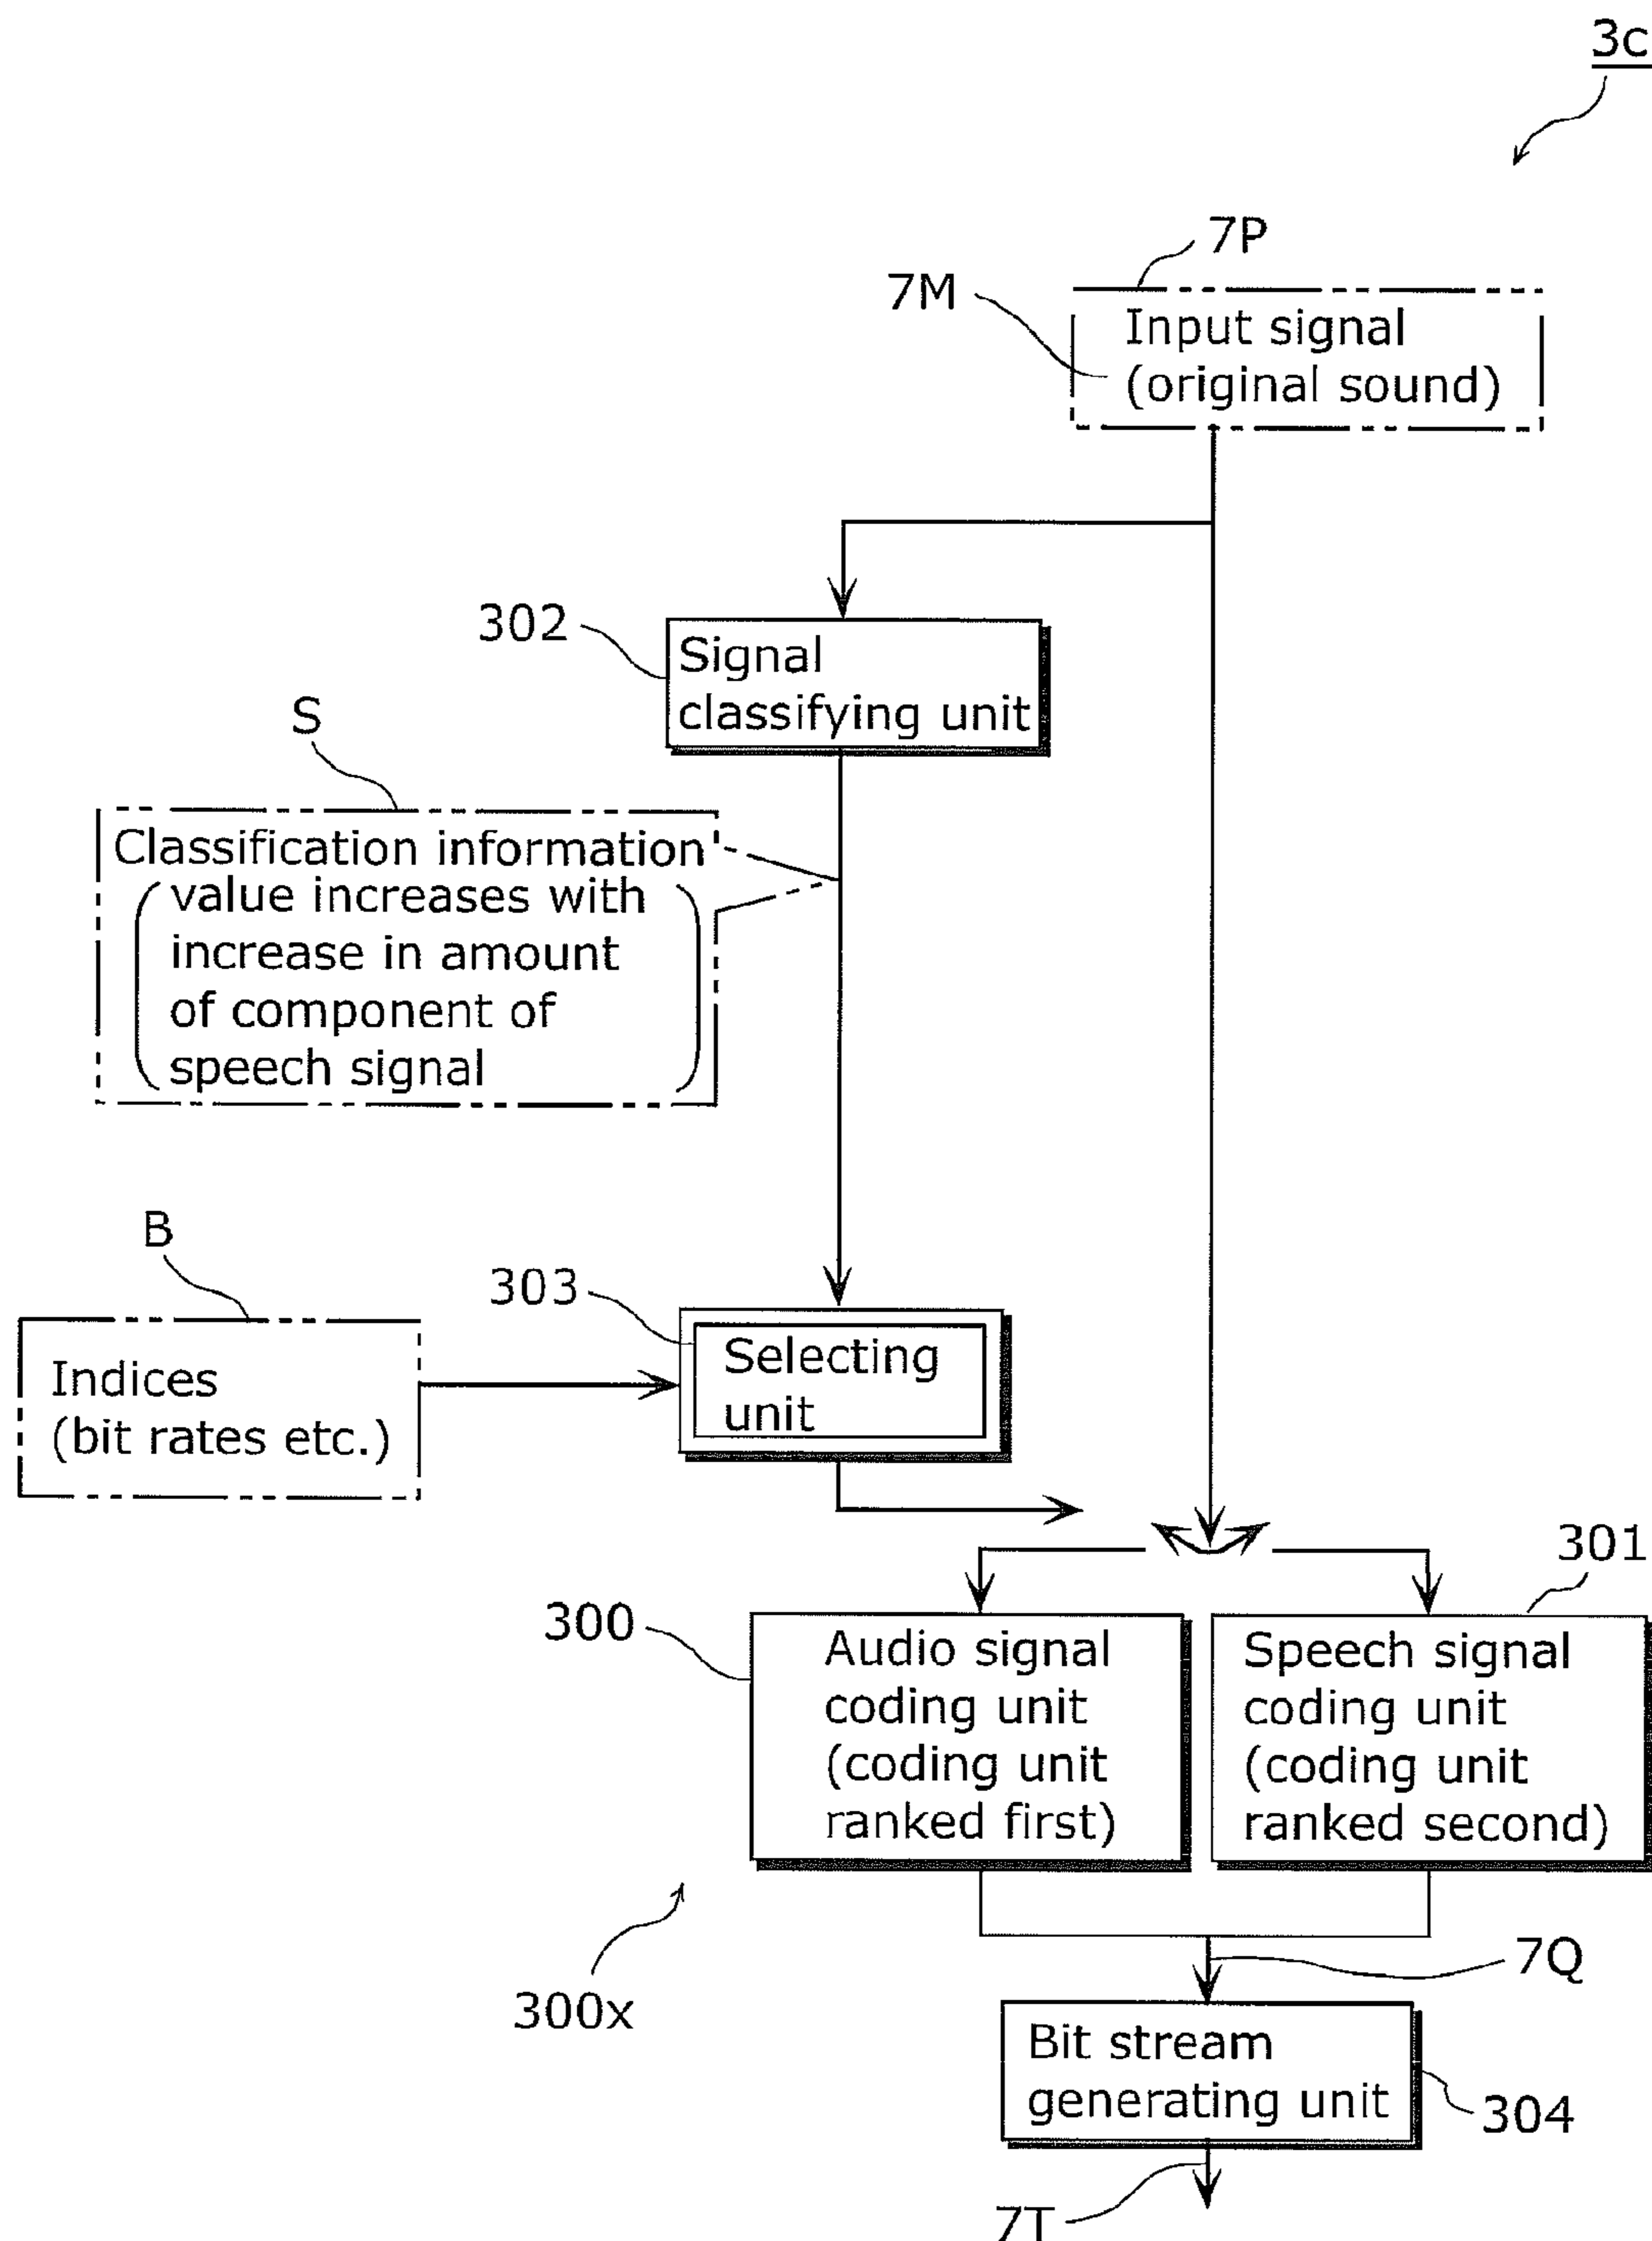 3c
7P
7M
Input signal
(original sound)
302
Signal
classifying unit
S
Classification information
value increases with
increase in amount
of component of
speech signal
B
303
Selecting
unit
Indices
(bit rates etc.)
301
300
Audio signal
coding unit
(coding unit
ranked first)
Speech signal
coding unit
(coding unit
ranked second)
7Q
300x
Bit stream
generating unit
304
7T